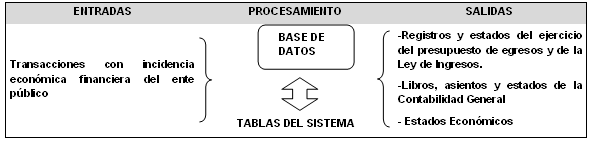 ENTRADAS PROCESAMIENTO SALIDAS
Transacciones con incidencia
económica financiera del ente
público
BASE DE
DATOS
TABLAS DEL SISTEMA
-Registros y estados del ejercicio
del presupuesto de egresos y de la
Ley de Ingresos.
-Libros, asientos y estados de la
Contabilidad General
- Estados Económicos